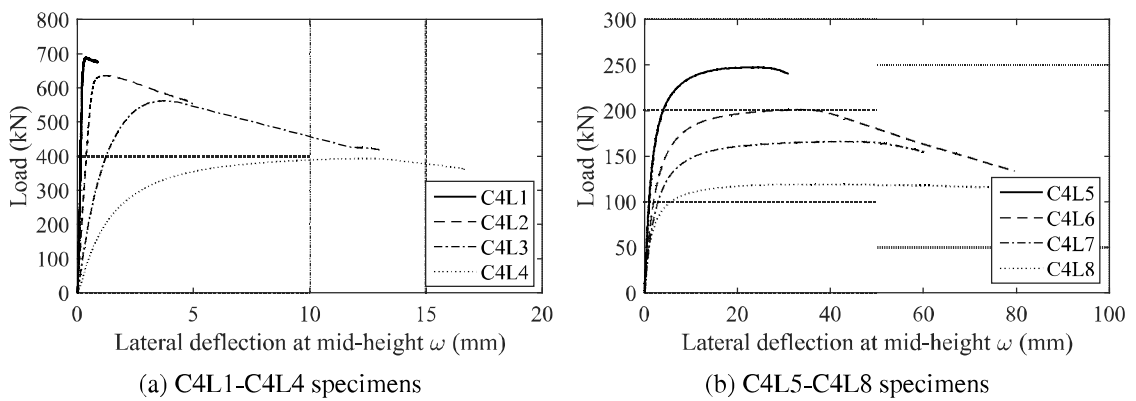 800
700
600
500
400
300
200
100
0
Load (kN)
C4L1
C4L2
C4L3
C4L4
0 5 10 15 20
Lateral deflection at mid-height ω (mm)
(a) C4L1-C4L4 specimens
300
250
200
150
100
50
0
Load (kN)
C4L5
C4L6
C4L7
C4L8
0 20 40 60 80 100
Lateral deflection at mid-height ω (mm)
(b) C4L5-C4L8 specimens